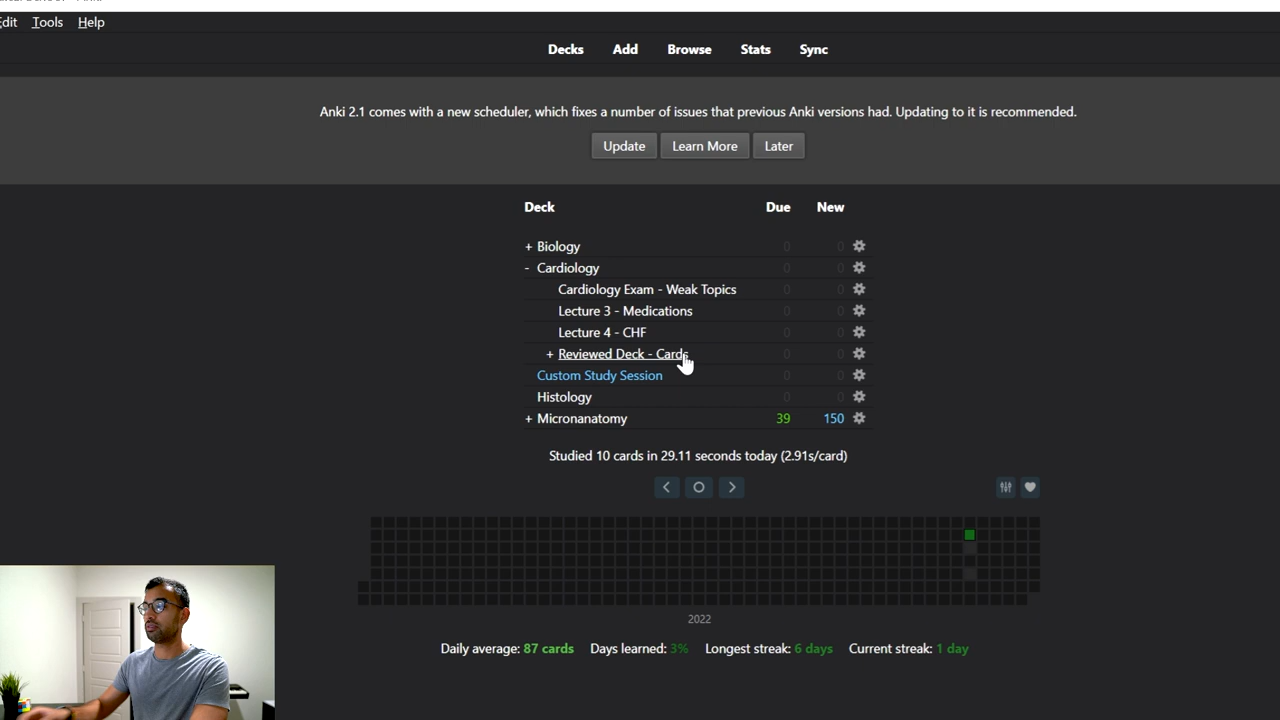 Tools Help
Decks Add Browse Stats Sync
Anki 2.1 comes with a new scheduler, which fixes a number of issues that previous Anki versions had. Updating to it is recommended.
Update Learn More Later
Deck Due New
+ Biology 0 0
- Cardiology 0 0
Cardiology Exam - Weak Topics 0 0
Lecture 3 - Medications 0 0
Lecture 4 - CHF 0 0
+ Reviewed Deck - Cards 0 0
Custom Study Session 0 0
Histology 0 0
+ Micronanatomy 39 150
Studied 10 cards in 29.11 seconds today (2.91s/card)
2022
Daily average: 87 cards Days learned: 3% Longest streak: 6 days Current streak: 1 day